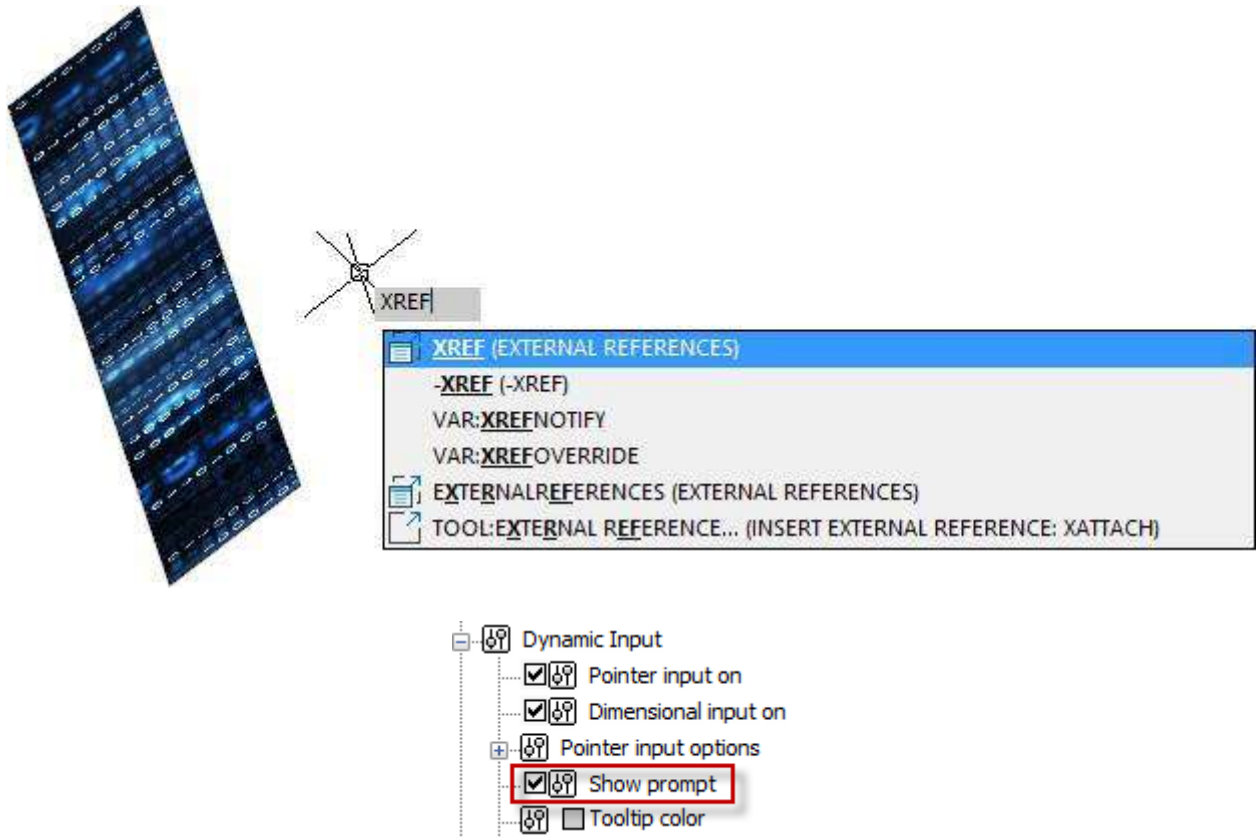 XREF
XREF (EXTERNAL REFERENCES)
-XREF (-XREF)
VAR:XREFNOTIFY
VAR:XREFOVERRIDE
EXTERNALREFERENCES (EXTERNAL REFERENCES)
TOOL:EXTERNAL REFERENCE... (INSERT EXTERNAL REFERENCE: XATTACH)
Dynamic Input
Pointer input on
Dimensional input on
Pointer input options
Show prompt
Tooltip color